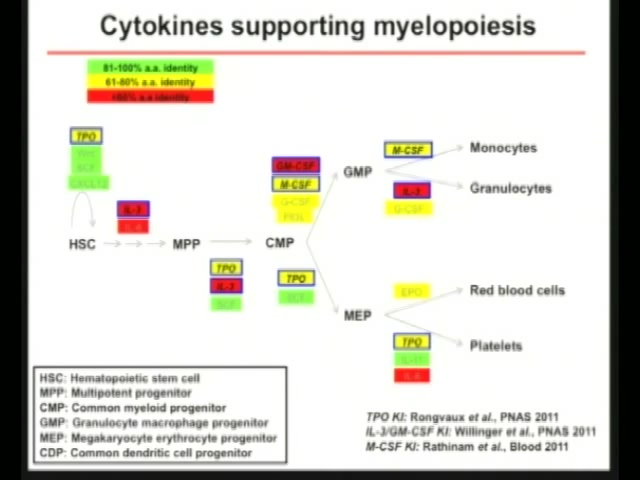 Cytokines supporting myelopoiesis
81-100% a.a. identity
61-80% a.a. identity
<60% a.a identity
TPO
SCF
CXCL12
IL-3
IL-6
HSC
MPP
CMP
GM-CSF
M-CSF
G-CSF
GMP
M-CSF
Monocytes
IL-3
G-CSF
Granulocytes
TPO
IL-3
SCF
TPO
SCF
MEP
EPO
Red blood cells
TPO
IL-11
IL-6
Platelets
HSC: Hematopoietic stem cell
MPP: Multipotent progenitor
CMP: Common myeloid progenitor
GMP: Granulocyte macrophage progenitor
MEP: Megakaryocyte erythrocyte progenitor
CDP: Common dendritic cell progenitor
TPO KI: Rongvaux et al., PNAS 2011
IL-3/GM-CSF KI: Willinger et al., PNAS 2011
M-CSF KI: Rathinam et al., Blood 2011